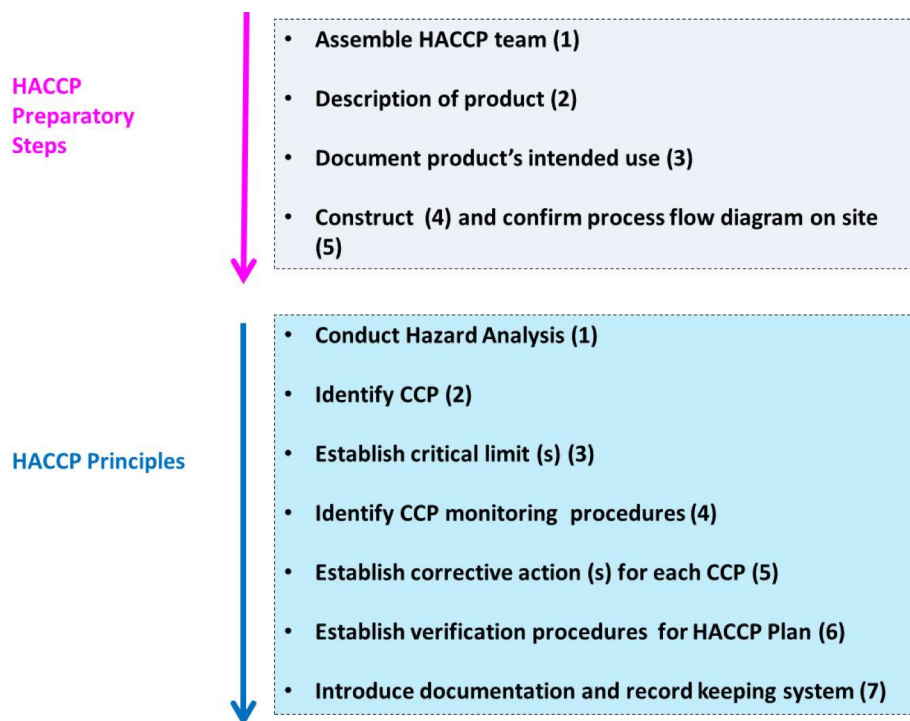 HACCP
Preparatory
Steps
• Assemble HACCP team (1)
• Description of product (2)
• Document product's intended use (3)
• Construct (4) and confirm process flow diagram on site
(5)
HACCP Principles
• Conduct Hazard Analysis (1)
• Identify CCP (2)
• Establish critical limit (s) (3)
• Identify CCP monitoring procedures (4)
• Establish corrective action (s) for each CCP (5)
• Establish verification procedures for HACCP Plan (6)
• Introduce documentation and record keeping system (7)